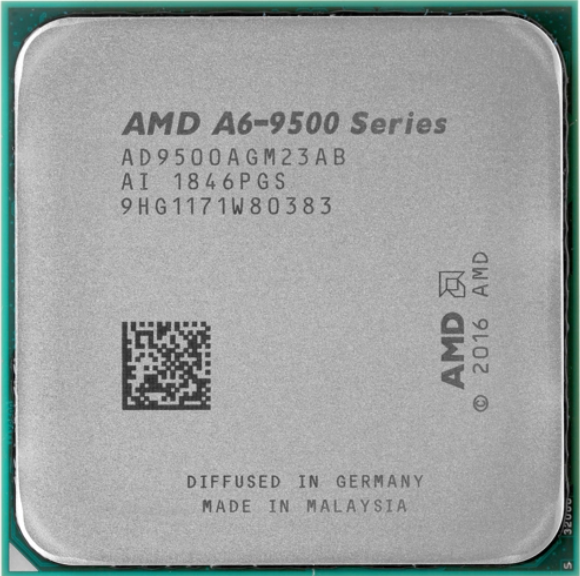 AMD A6-9500 Series
AD9500AGM23AB
AI 1846PGS
9HG1171W80383
AMD
© 2016 AMD
DIFFUSED IN GERMANY
MADE IN MALAYSIA